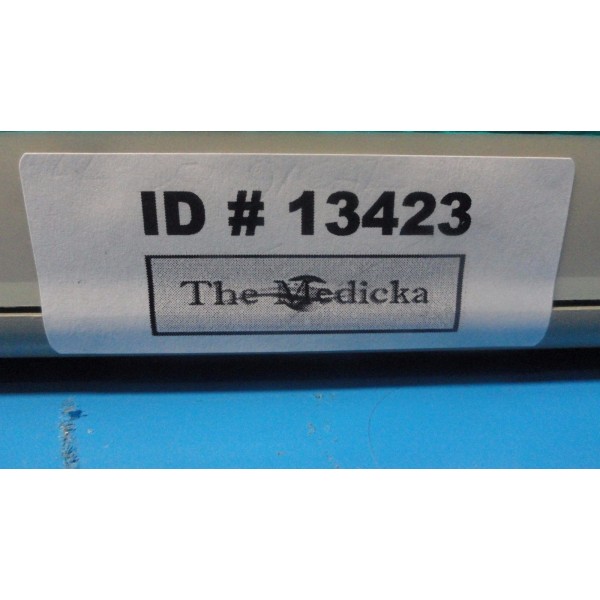 ID # 13423
The Medicka